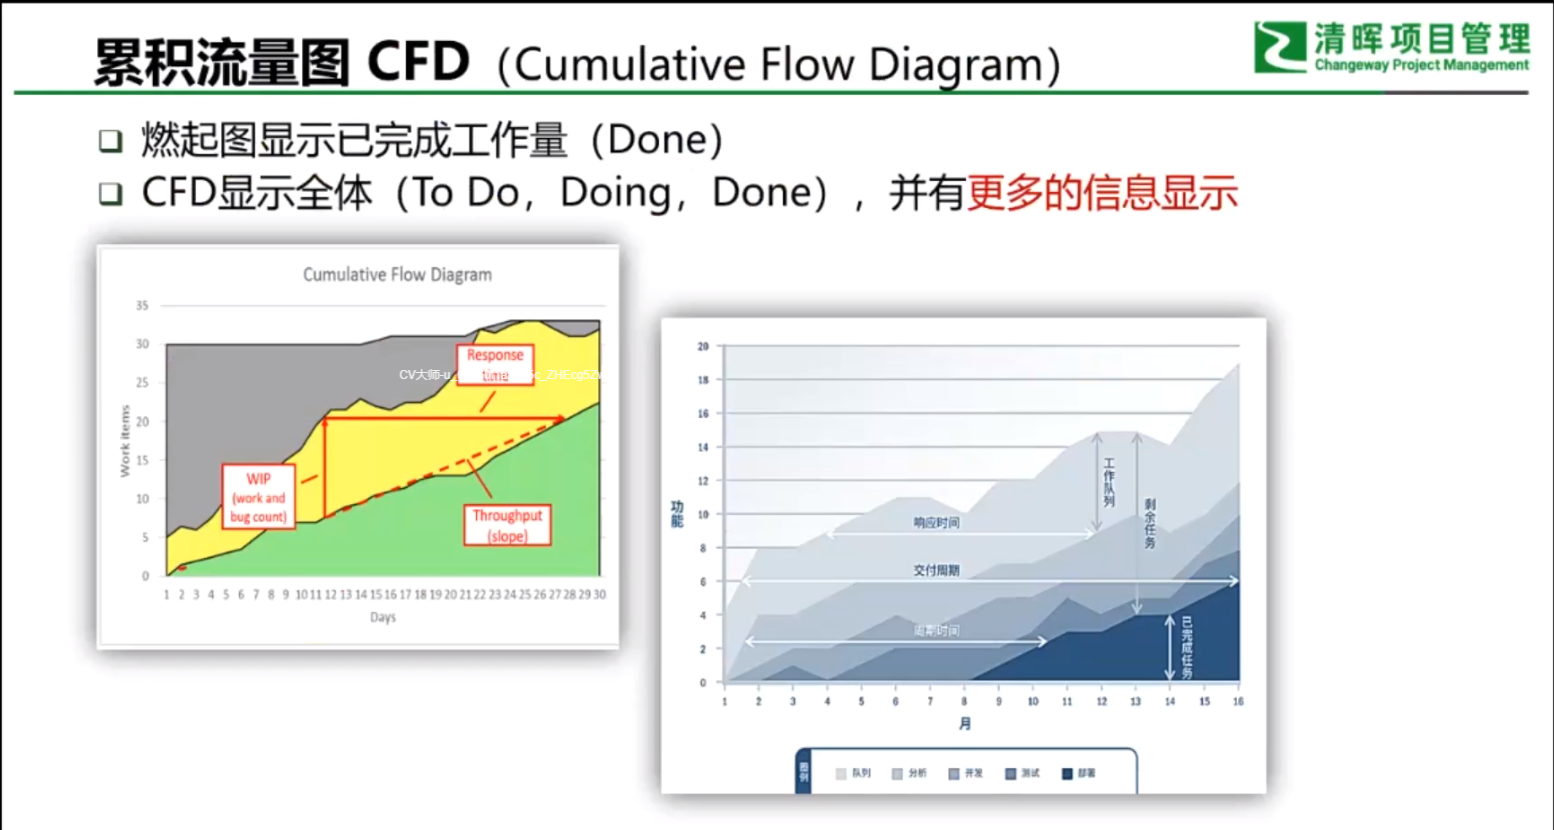 累积流量图 CFD（Cumulative Flow Diagram）
清晖项目管理
Changeway Project Management
燃起图显示已完成工作量（Done）
CFD显示全体（To Do，Doing，Done），并有更多的信息显示
Cumulative Flow Diagram
35
30
25
20
15
10
5
0
Work items
Response
time
CV大师-u
WIP
(work and
bug count)
Throughput
(slope)
1 2 3 4 5 6 7 8 9 10 11 12 13 14 15 16 17 18 19 20 21 22 23 24 25 26 27 28 29 30
Days
20
18
16
14
12
10
8
6
4
2
0
功能
工作队列
剩余任务
响应时间
交付周期
周期时间
已完成任务
1 2 3 4 5 6 7 8 9 10 11 12 13 14 15 16
月
图例
队列 分析 开发 测试 部署